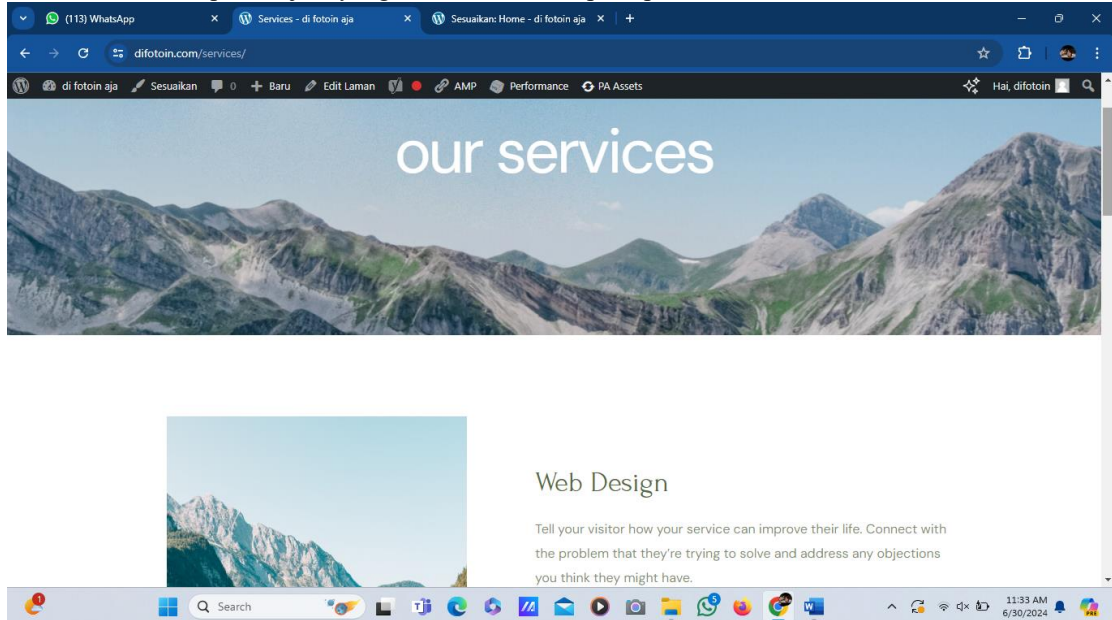 (113) WhatsApp
Services - di fotoin aja
Sesuaikan: Home - di fotoin aja
difotoin.com/services/
di fotoin aja Sesuaikan 0 + Baru Edit Laman AMP Performance PA Assets Hai, difotoin
our services
Web Design
Tell your visitor how your service can improve their life. Connect with
the problem that they're trying to solve and address any objections
you think they might have.
1
Search
5
11:33 AM
6/30/2024